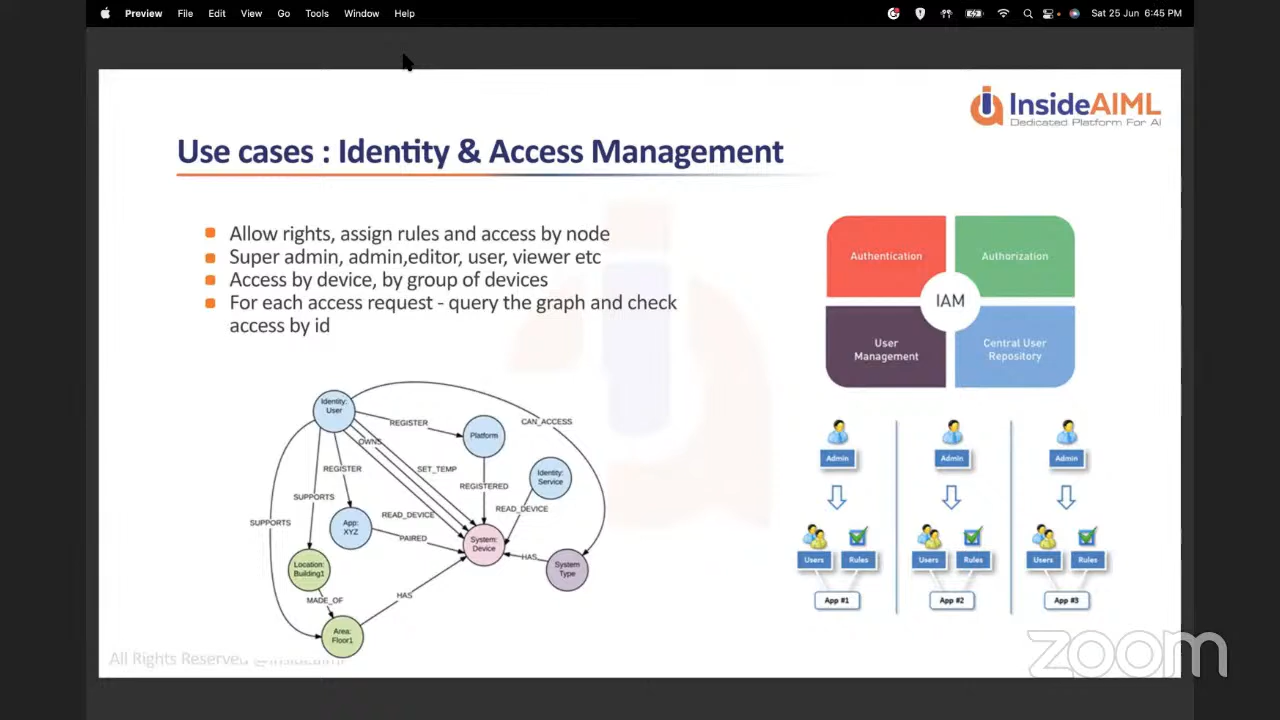 Preview File Edit View Go Tools Window Help
Sat 25 Jun 6:45 PM
InsideAIML
Dedicated Platform For AI
Use cases : Identity & Access Management
Allow rights, assign rules and access by node
Super admin, admin,editor, user, viewer etc
Access by device, by group of devices
For each access request - query the graph and check
access by id
Authentication
Authorization
IAM
User
Management
Central User
Repository
Identity:
User
REGISTER
Platform
CAN_ACCESS
OWNS
SET_TEMP
REGISTER
REGISTERED
Identity:
Service
SUPPORTS
SUPPORTS
READ_DEVICE
READ_DEVICE
App:
XYZ
PAIRED
System:
Device
HAS
System
Type
Location:
Building1
MADE_OF
HAS
Area:
Floor1
Admin
Admin
Admin
Users Rules
Users Rules
Users Rules
App #1
App #2
App #3
All Rights Reserved
zoom